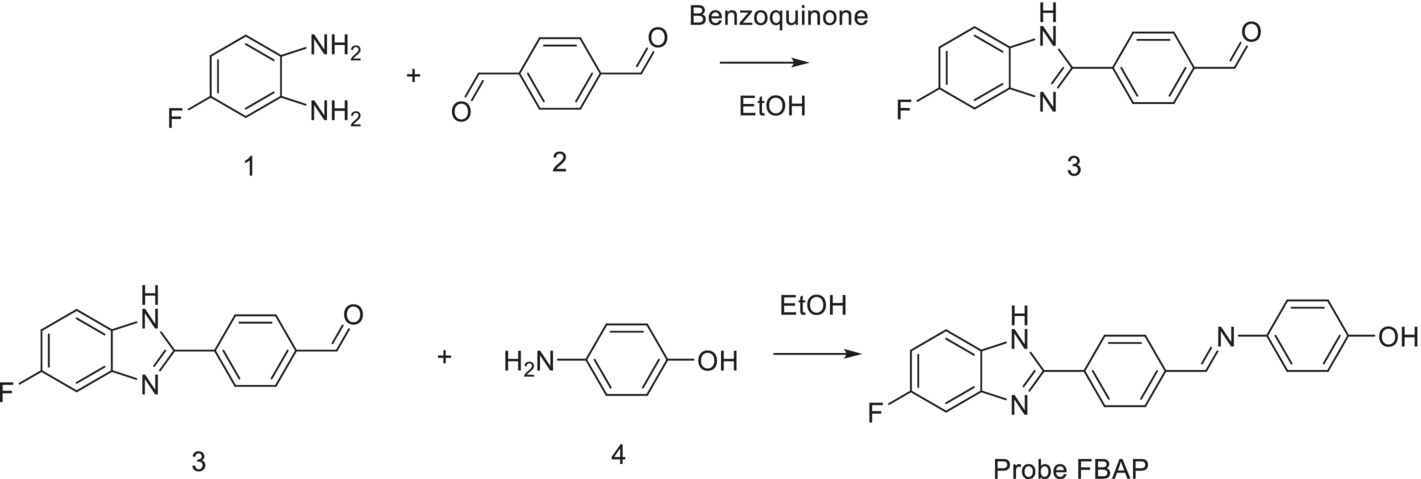 Benzoquinone
EtOH
NH2
NH2
F
1
+
O
O
2
H
N
N
F
O
3
EtOH
H
N
N
F
O
3
+
H2N
OH
4
H
N
N
F
N
OH
Probe FBAP